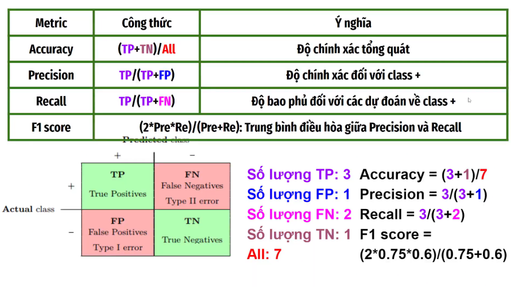 Metric Công thức Ý nghĩa
Accuracy (TP+TN)/All Độ chính xác tổng quát
Precision TP/(TP+FP) Độ chính xác đối với class +
Recall TP/(TP+FN) Độ bao phủ đối với các dự đoán về class +
F1 score (2*Pre*Re)/(Pre+Re): Trung bình điều hòa giữa Precision và Recall
Predicted class
+ −
Actual class
+
TP
True Positives
FN
False Negatives
Type II error
−
FP
False Positives
Type I error
TN
True Negatives
Số lượng TP: 3
Số lượng FP: 1
Số lượng FN: 2
Số lượng TN: 1
All: 7
Accuracy = (3+1)/7
Precision = 3/(3+1)
Recall = 3/(3+2)
F1 score =
(2*0.75*0.6)/(0.75+0.6)